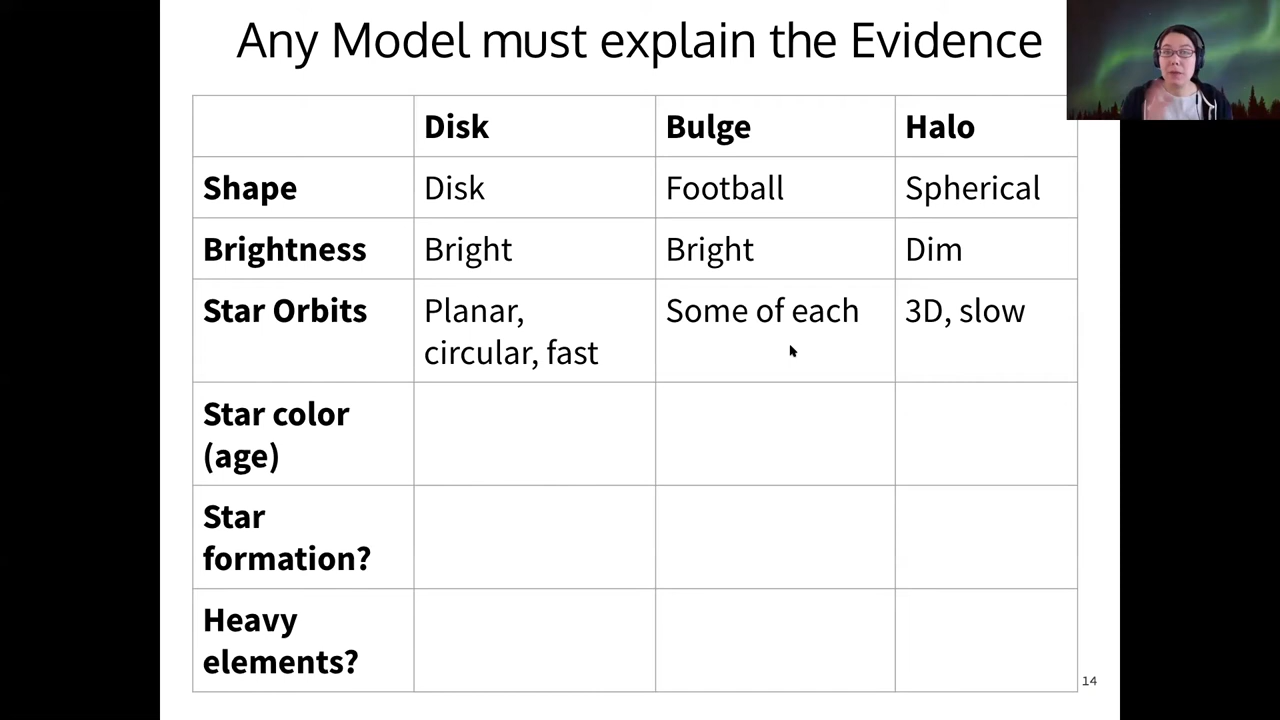 Any Model must explain the Evidence
Disk Bulge Halo
Shape Disk Football Spherical
Brightness Bright Bright Dim
Star Orbits Planar, Some of each 3D, slow
circular, fast
Star color
(age)
Star
formation?
Heavy
elements?
14